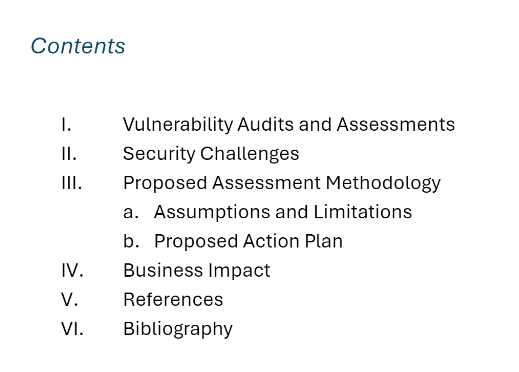 Contents
I. Vulnerability Audits and Assessments
II. Security Challenges
III. Proposed Assessment Methodology
a. Assumptions and Limitations
b. Proposed Action Plan
IV. Business Impact
V. References
VI. Bibliography